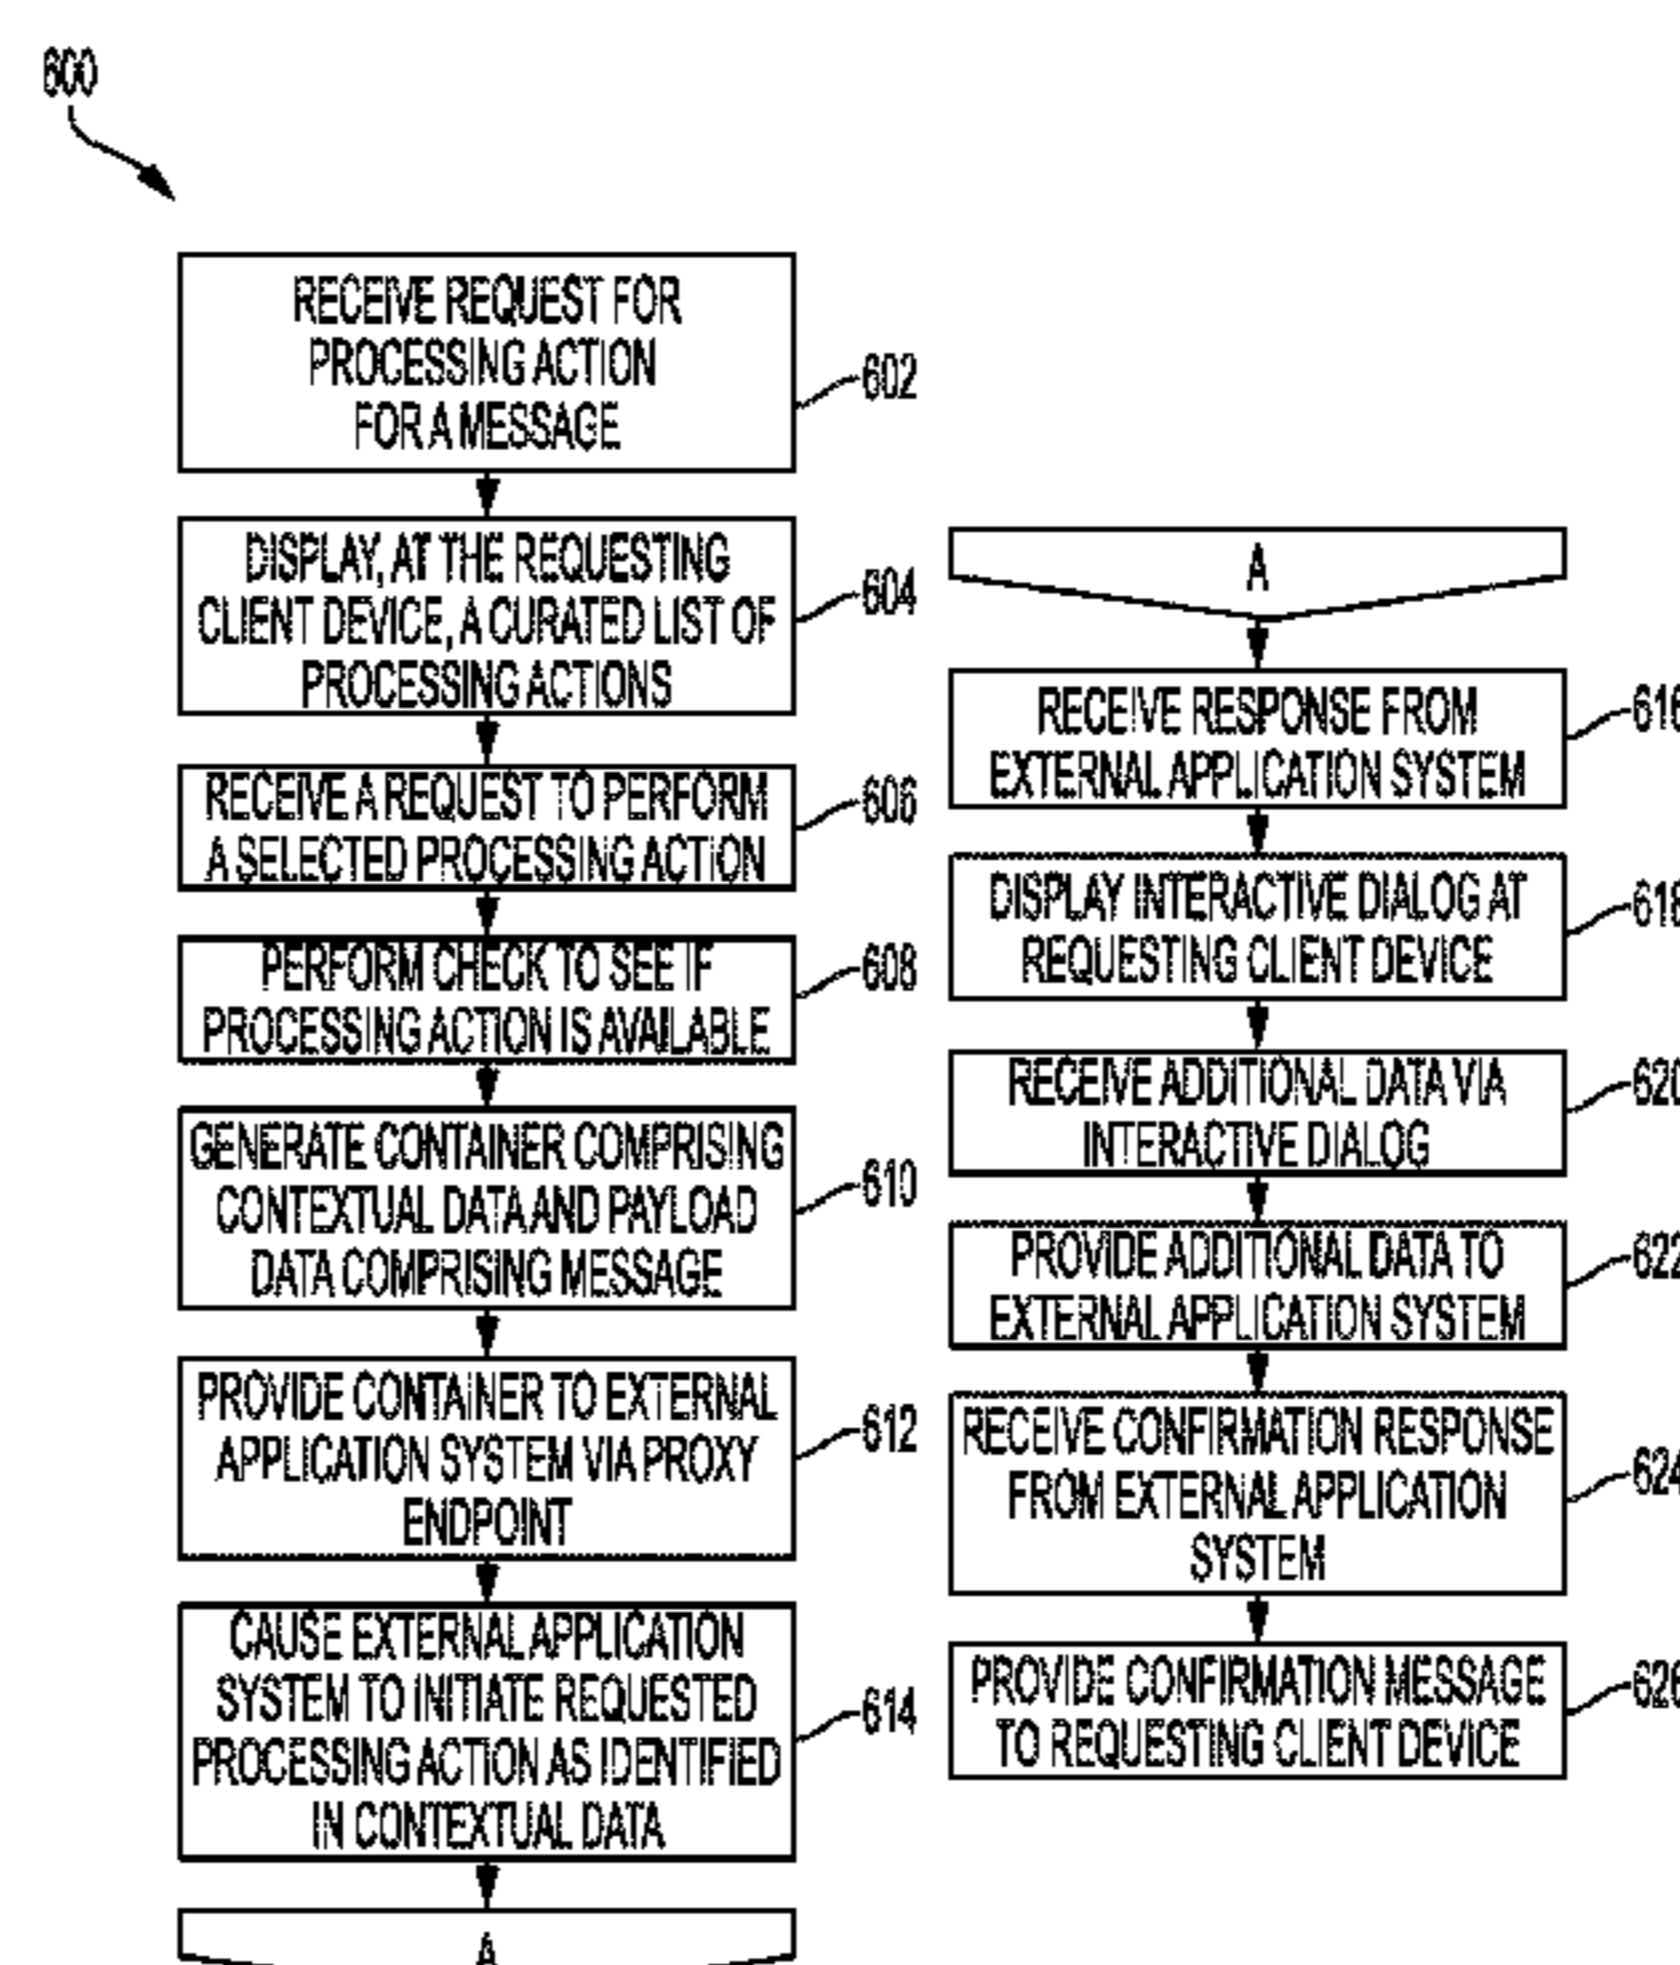 600
RECEIVE REQUEST FOR
PROCESSING ACTION
FOR A MESSAGE
602
DISPLAY, AT THE REQUESTING
CLIENT DEVICE, A CURATED LIST OF
PROCESSING ACTIONS
604
RECEIVE A REQUEST TO PERFORM
A SELECTED PROCESSING ACTION
606
PERFORM CHECK TO SEE IF
PROCESSING ACTION IS AVAILABLE
608
GENERATE CONTAINER COMPRISING
CONTEXTUAL DATA AND PAYLOAD
DATA COMPRISING MESSAGE
610
PROVIDE CONTAINER TO EXTERNAL
APPLICATION SYSTEM VIA PROXY
ENDPOINT
612
CAUSE EXTERNAL APPLICATION
SYSTEM TO INITIATE REQUESTED
PROCESSING ACTION AS IDENTIFIED
IN CONTEXTUAL DATA
614
A
A
RECEIVE RESPONSE FROM
EXTERNAL APPLICATION SYSTEM
616
DISPLAY INTERACTIVE DIALOG AT
REQUESTING CLIENT DEVICE
618
RECEIVE ADDITIONAL DATA VIA
INTERACTIVE DIALOG
620
PROVIDE ADDITIONAL DATA TO
EXTERNAL APPLICATION SYSTEM
622
RECEIVE CONFIRMATION RESPONSE
FROM EXTERNAL APPLICATION
SYSTEM
624
PROVIDE CONFIRMATION MESSAGE
TO REQUESTING CLIENT DEVICE
626